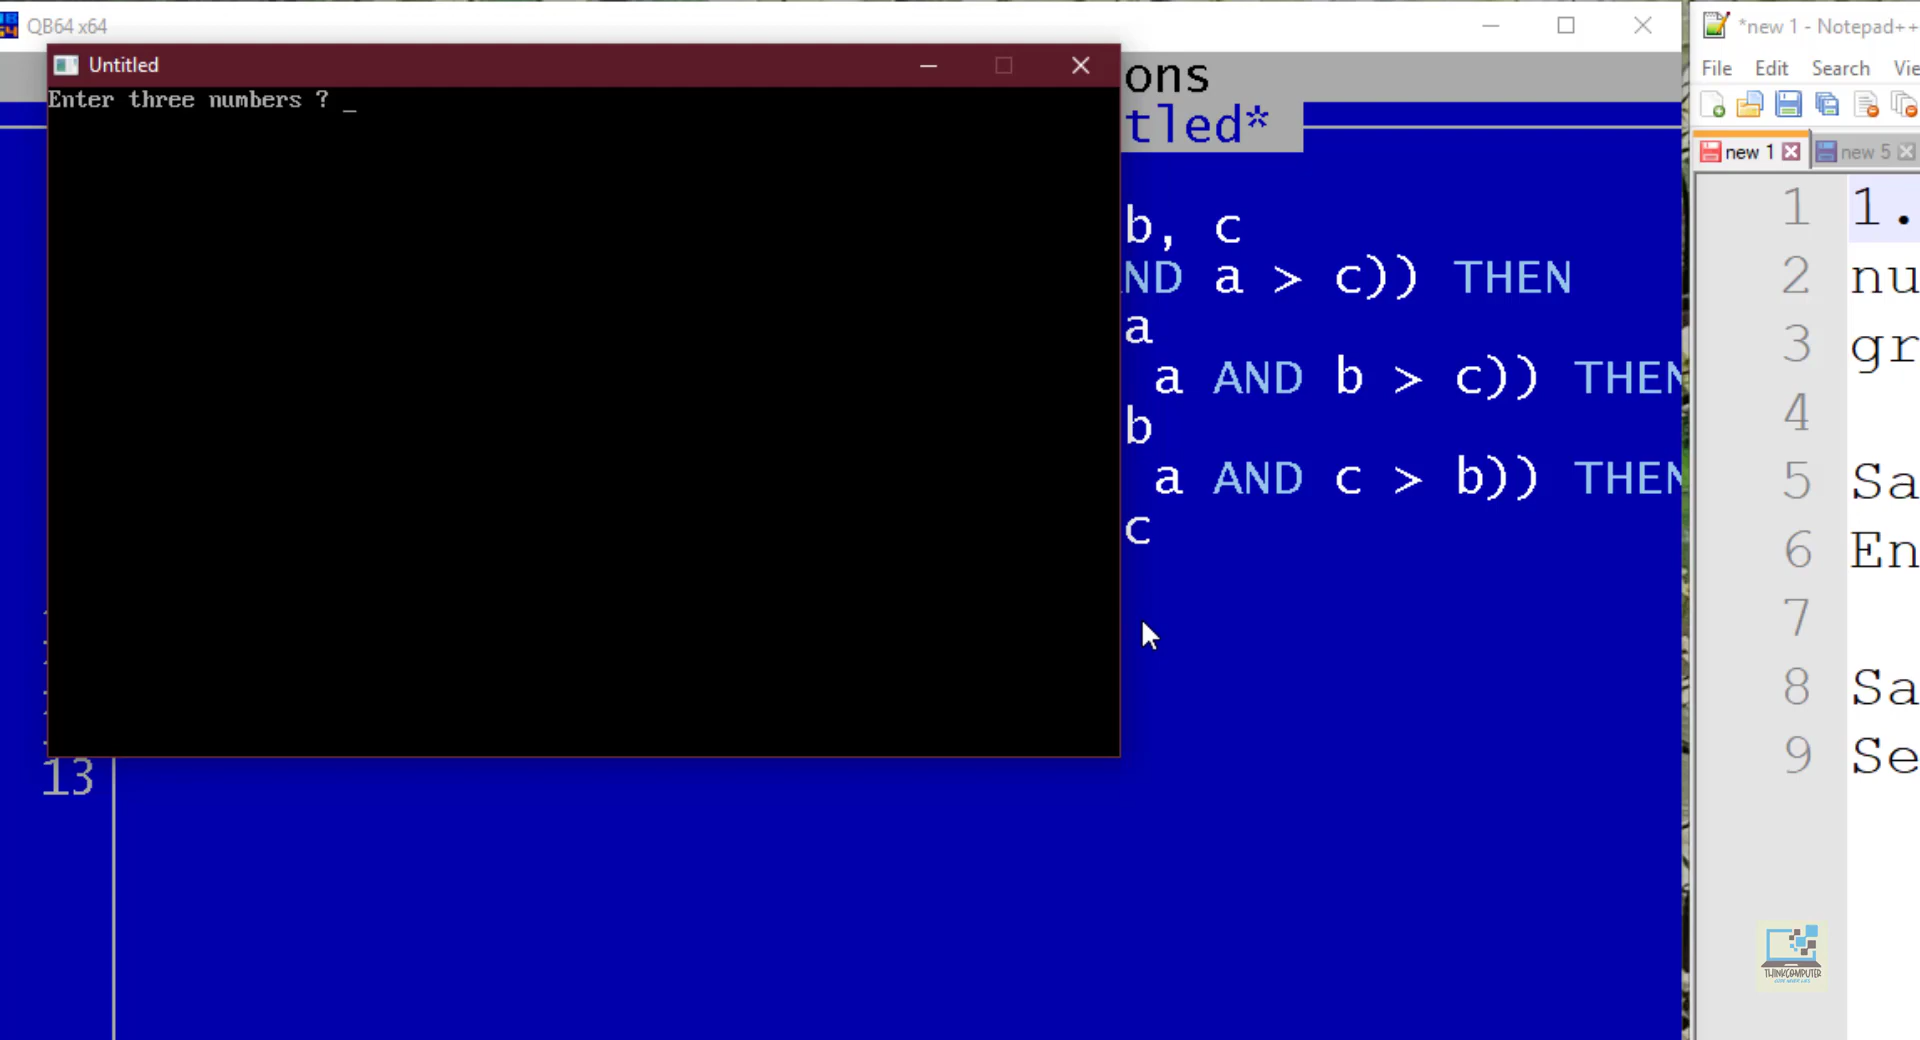 QB64 x64
*new 1 - Notepad++
Untitled
File Edit Search Vie
Enter three numbers ? _
ons
tled*
new 1 new 5
b, c
ND a > c)) THEN
a
a AND b > c)) THEN
b
a AND c > b)) THEN
c
13
1 1.
2 nu
3 gr
4
5 Sa
6 En
7
8 Sa
9 Se
THINKCOMPUTER